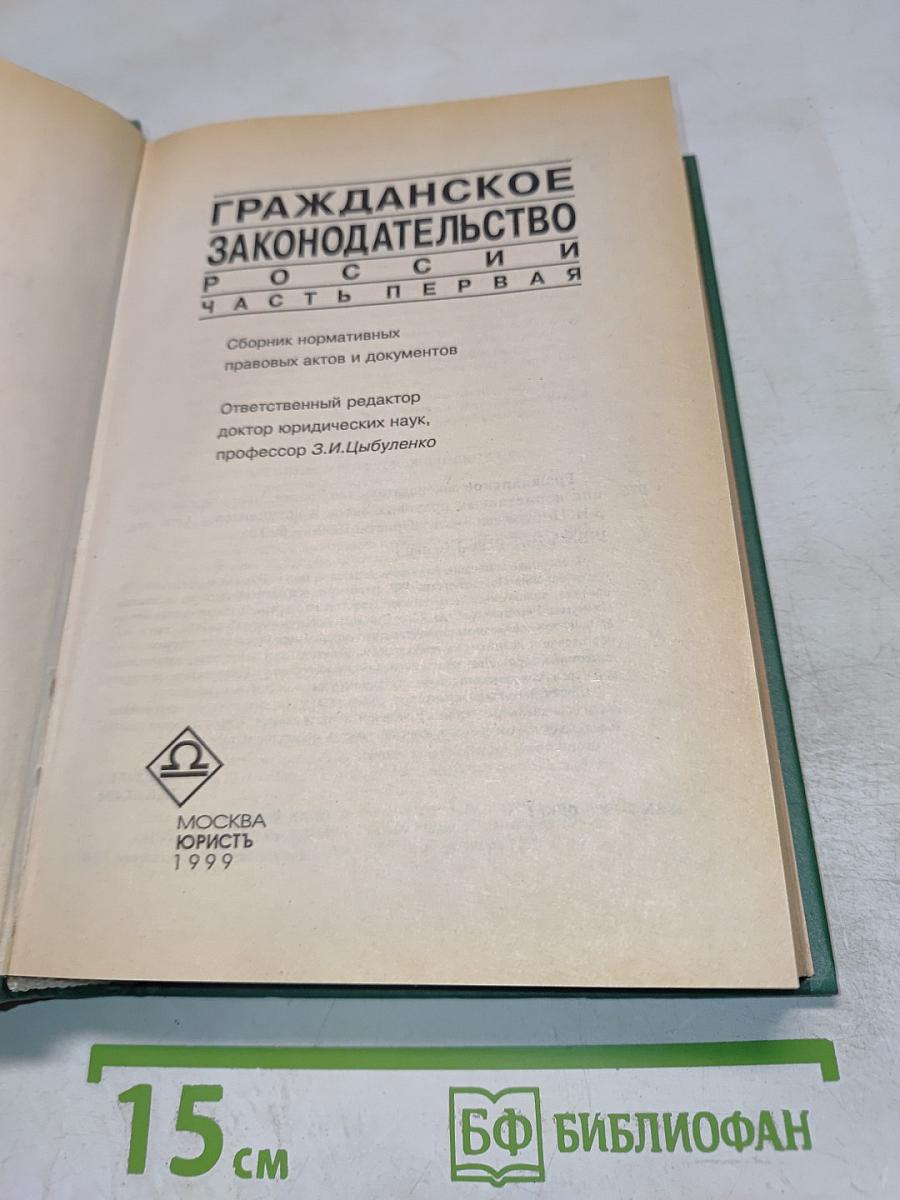 ГРАЖДАНСКОЕ
ЗАКОНОДАТЕЛЬСТВО
РОССИИ
ЧАСТЬ ПЕРВАЯ
Сборник нормативных
правовых актов и документов
Ответственный редактор
доктор юридических наук,
профессор З.И.Цыбуленко
МОСКВА
ЮРИСТЪ
1999
15 см
БФ БИБЛИОФАН